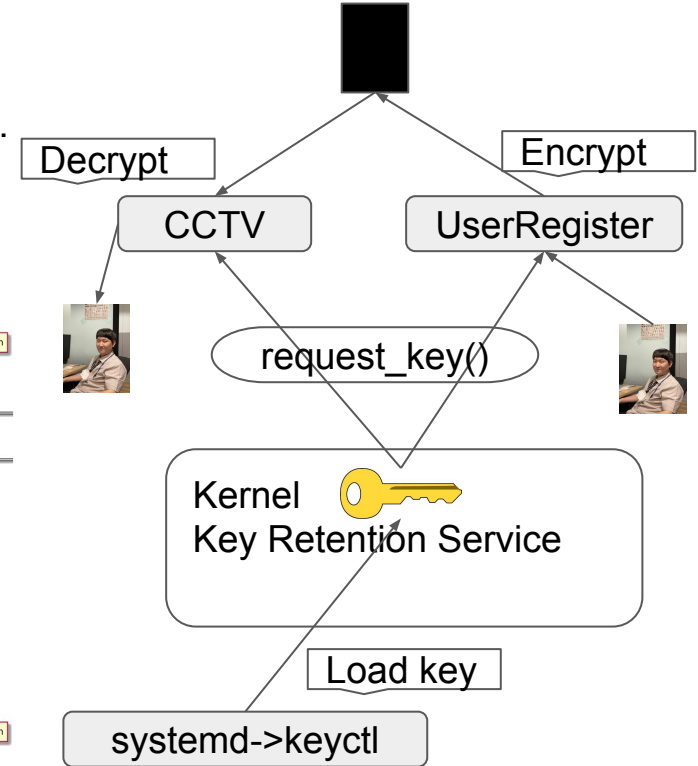 Decrypt
Encrypt
CCTV
UserRegister
request_key()
Kernel
Key Retention Service
Load key
systemd->keyctl